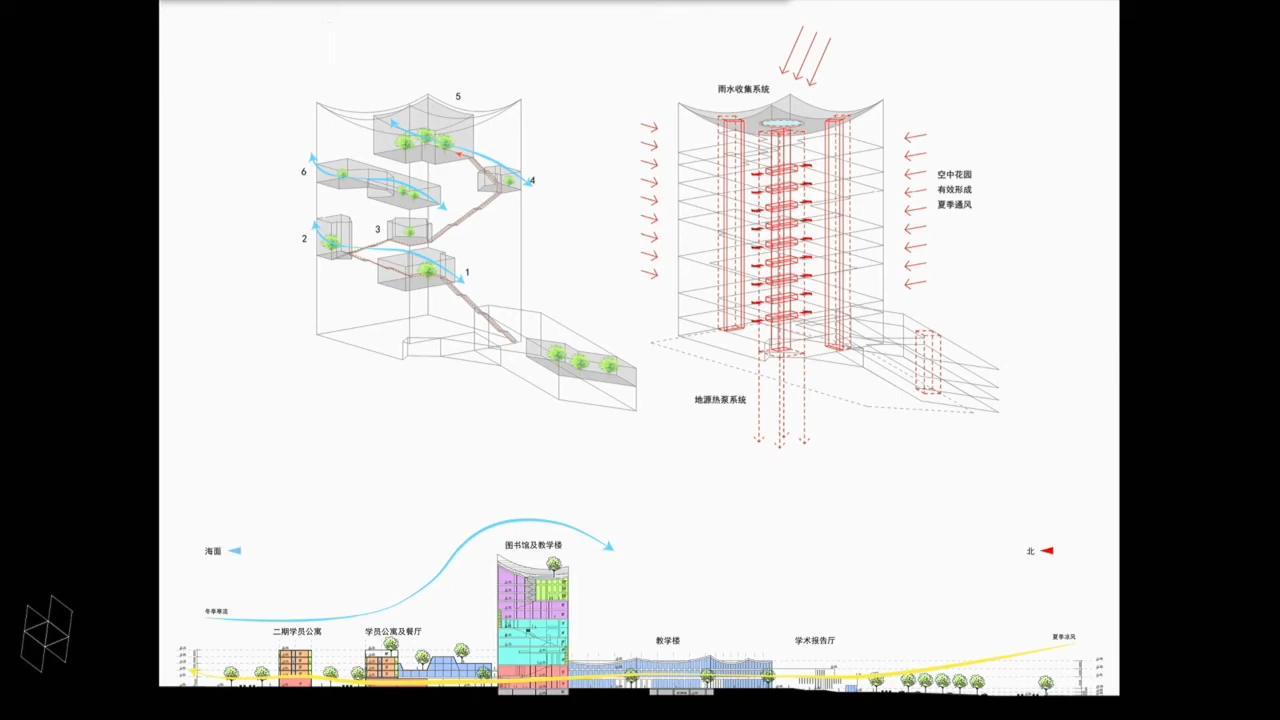 5
6
4
3
2
1
雨水收集系统
空中花园
有效形成
夏季通风
地源热泵系统
海面
图书馆及教学楼
北
冬季寒流
二期学员公寓
学员公寓及餐厅
教学楼
学术报告厅
夏季凉风